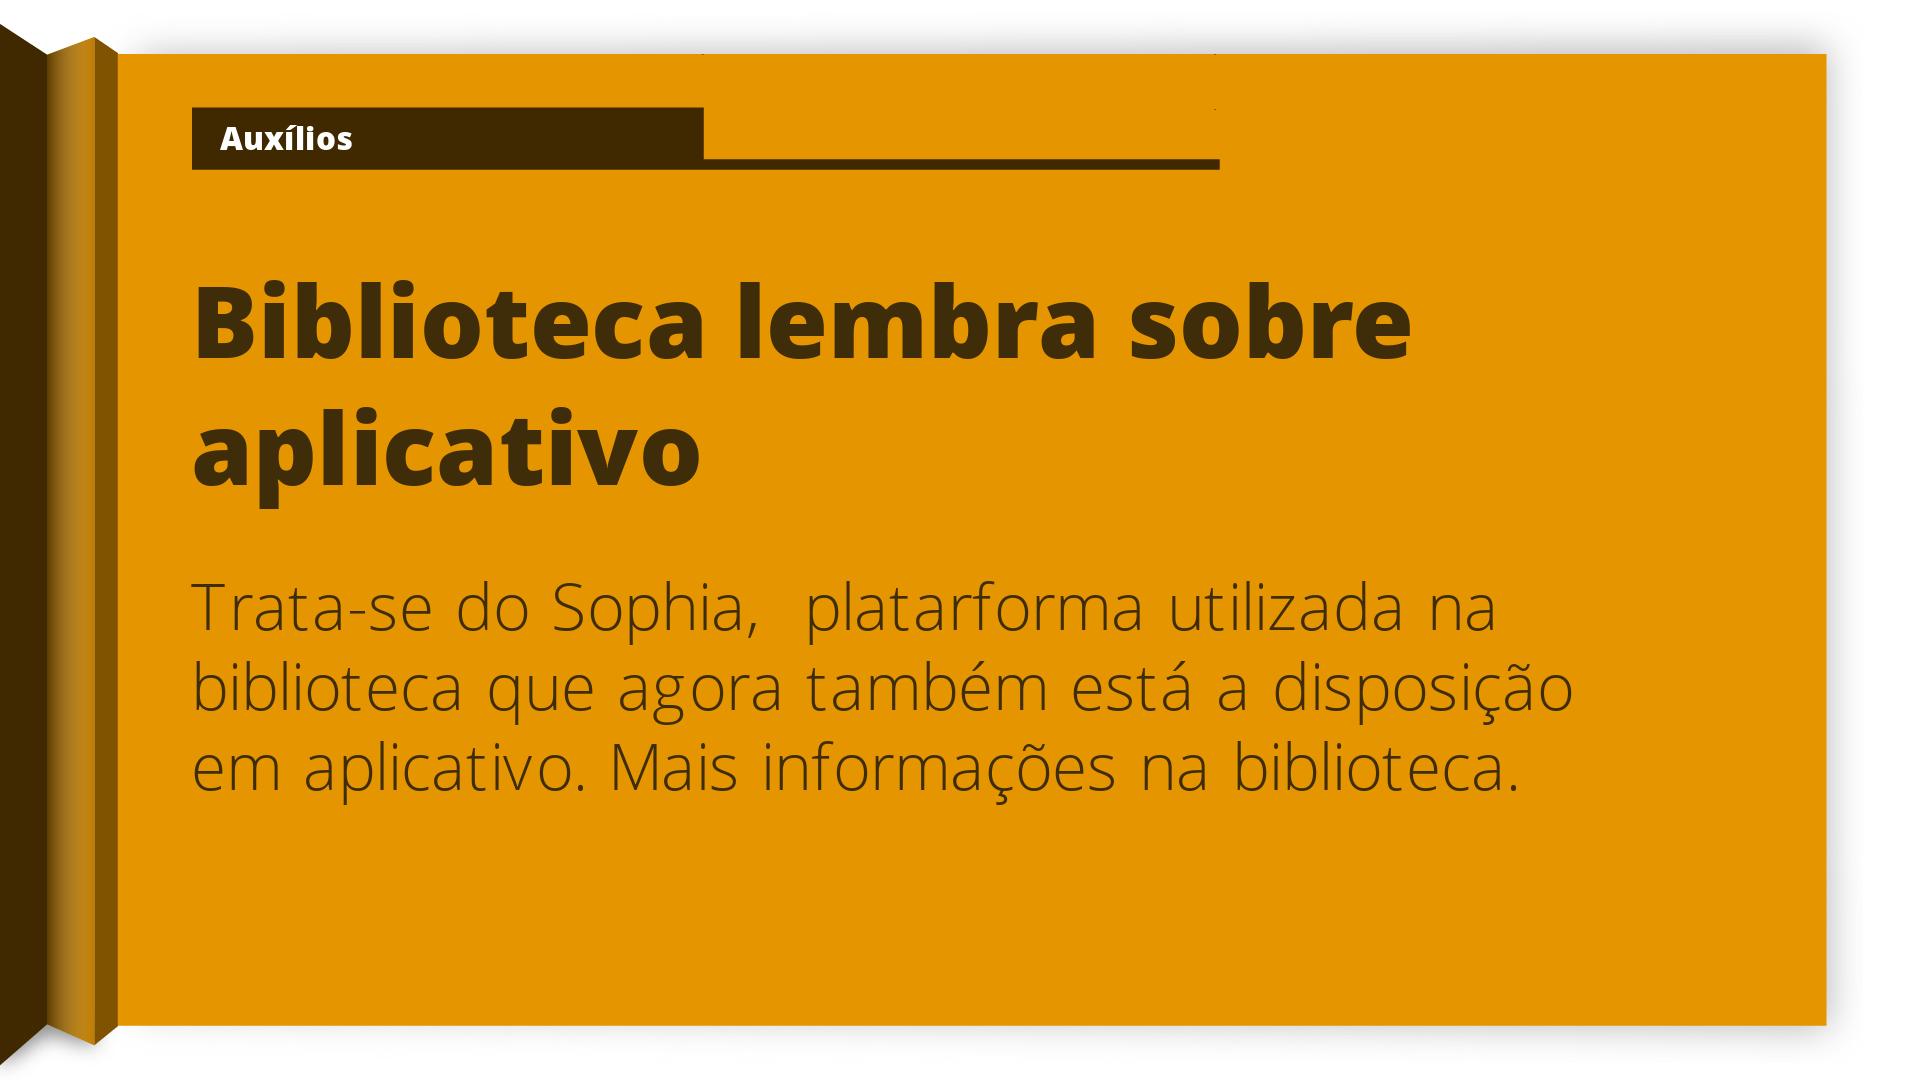 Auxílios
Biblioteca lembra sobre
aplicativo
Trata-se do Sophia,  platarforma utilizada na
biblioteca que agora também está a disposição
em aplicativo. Mais informações na biblioteca.